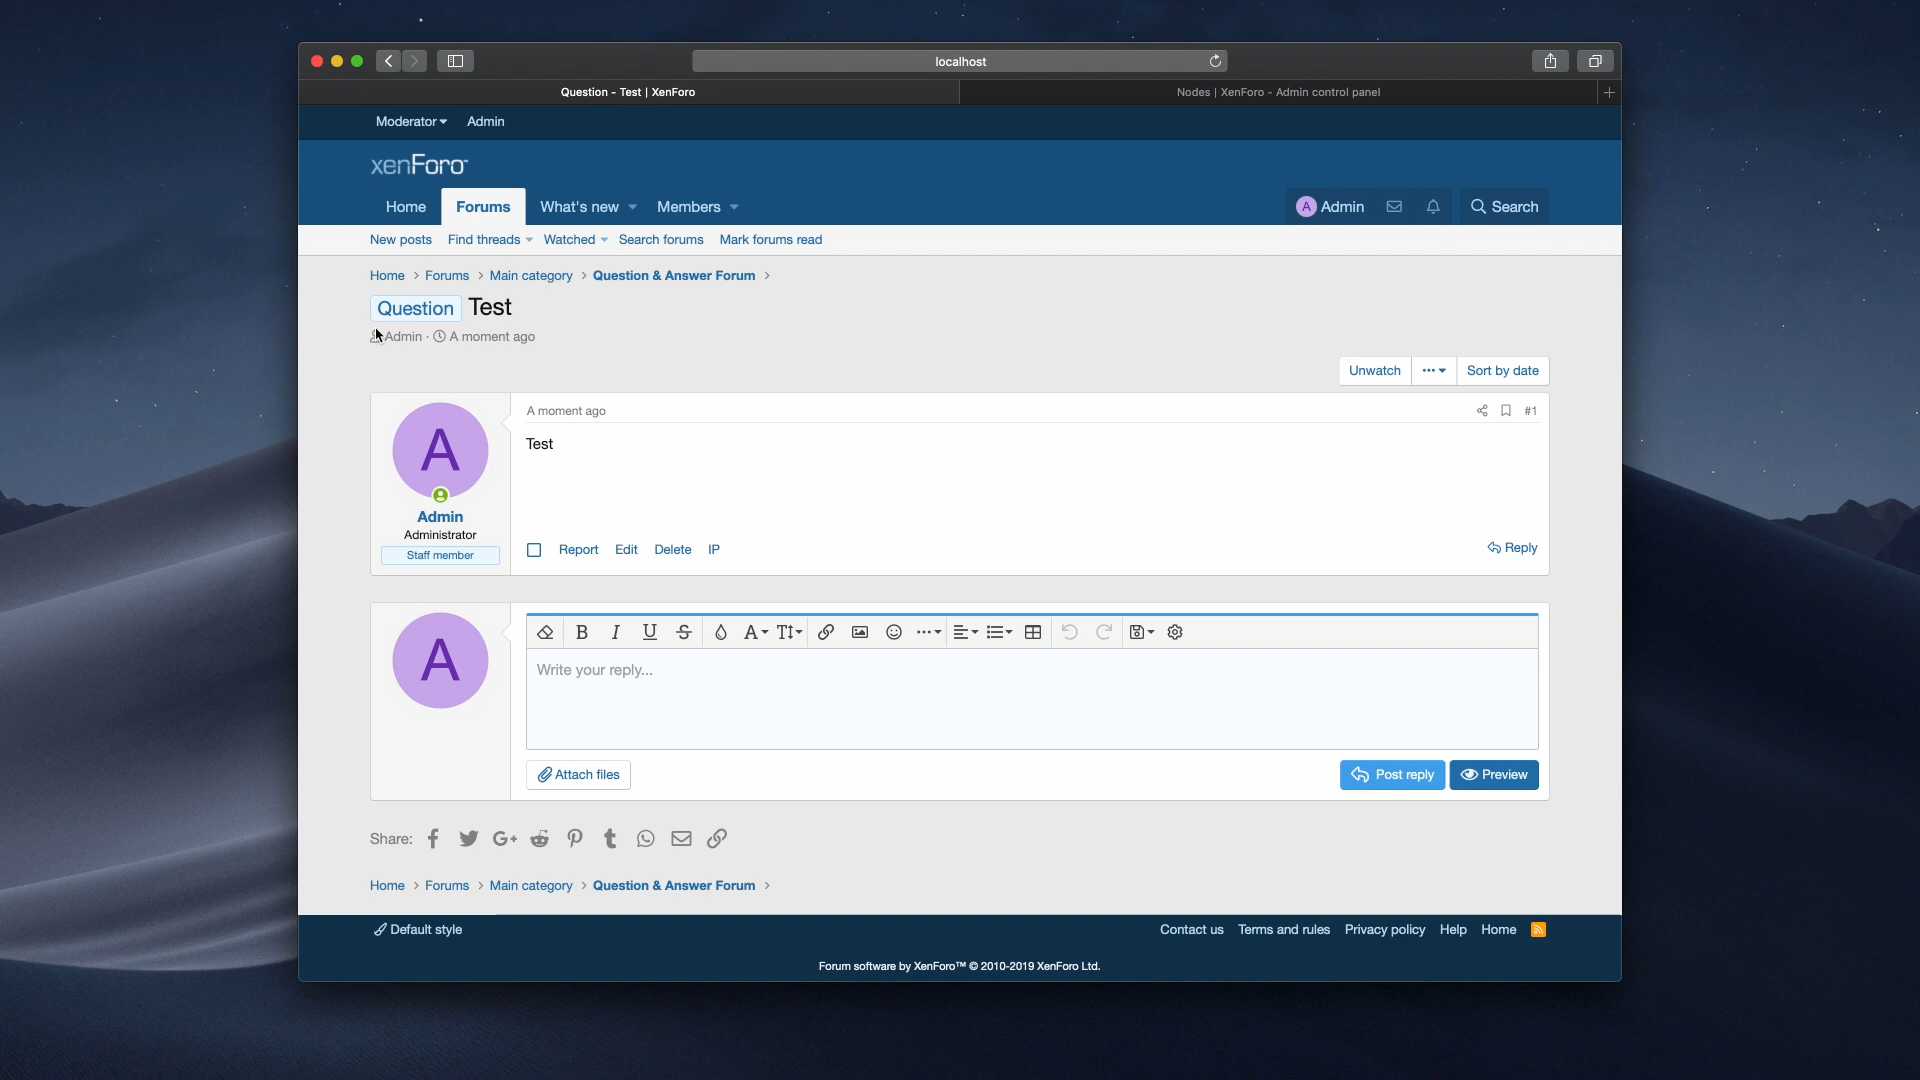 localhost
Question - Test | XenForo
Nodes | XenForo - Admin control panel
Moderator Admin
xenForo
Home Forums What's new Members A Admin Search
New posts Find threads Watched Search forums Mark forums read
Home > Forums > Main category > Question & Answer Forum >
Question Test
Admin · A moment ago
Unwatch ••• Sort by date
A moment ago #1
A
Test
Admin
Administrator
Staff member
Report Edit Delete IP Reply
A
Write your reply...
Attach files Post reply Preview
Share:
Home > Forums > Main category > Question & Answer Forum >
Default style Contact us Terms and rules Privacy policy Help Home
Forum software by XenForo™ © 2010-2019 XenForo Ltd.